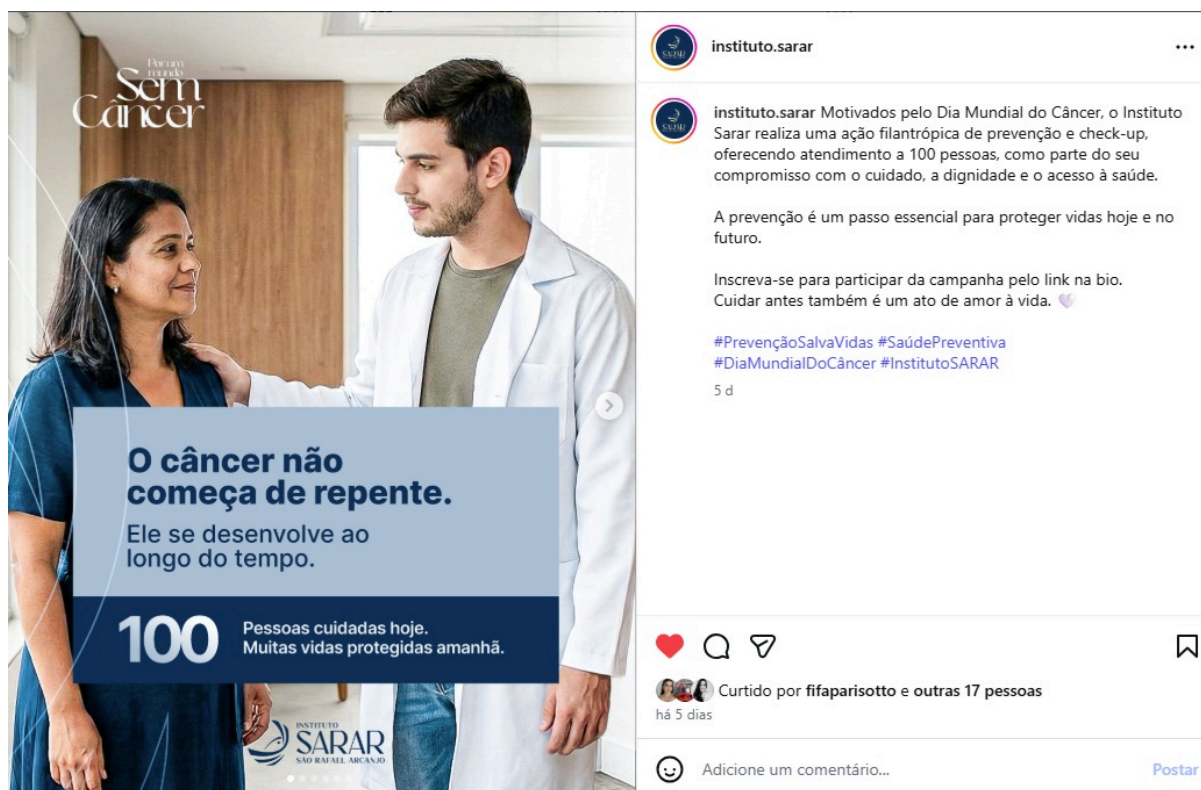 Por um
mundo
Sem
Câncer
O câncer não
começa de repente.
Ele se desenvolve ao
longo do tempo.
100
Pessoas cuidadas hoje.
Muitas vidas protegidas amanhã.
INSTITUTO
SARAR
SÃO RAFAEL ARCANJO
SARAR
instituto.sarar
SARAR
instituto.sarar Motivados pelo Dia Mundial do Câncer, o Instituto
Sarar realiza uma ação filantrópica de prevenção e check-up,
oferecendo atendimento a 100 pessoas, como parte do seu
compromisso com o cuidado, a dignidade e o acesso à saúde.
A prevenção é um passo essencial para proteger vidas hoje e no
futuro.
Inscreva-se para participar da campanha pelo link na bio.
Cuidar antes também é um ato de amor à vida. 🤍
#PrevençãoSalvaVidas #SaúdePreventiva
#DiaMundialDoCâncer #InstitutoSARAR
5 d
Curtido por fifaparisotto e outras 17 pessoas
há 5 dias
Adicione um comentário...
Postar